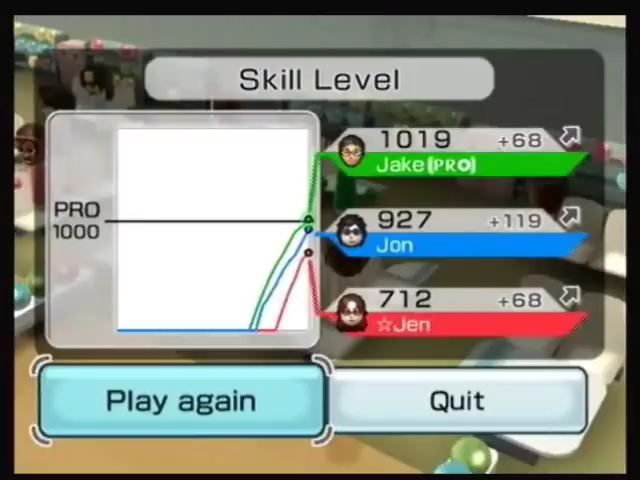 Skill Level
PRO
1000
1019 +68
Jake(PRO)
927 +119
Jon
712 +68
☆Jen
Play again
Quit